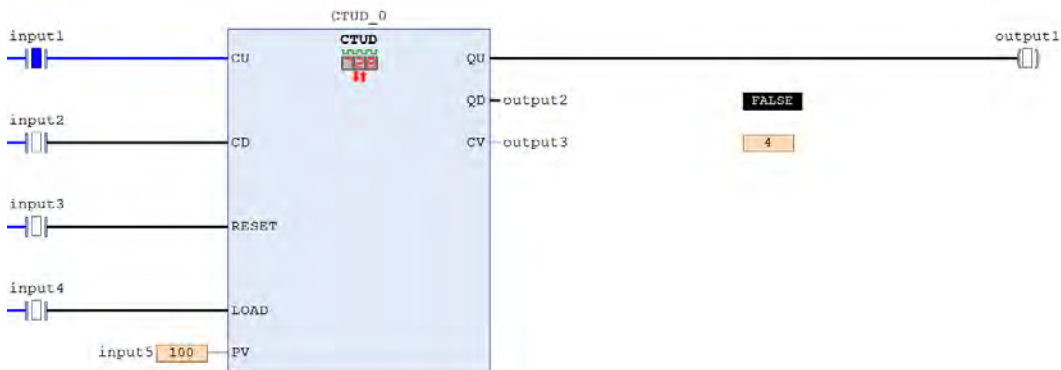 CTUD_0
input1
CTUD
output1
CU
QU
QD output2 FALSE
input2
CD
CV output3 4
input3
RESET
input4
LOAD
input5 100 PV